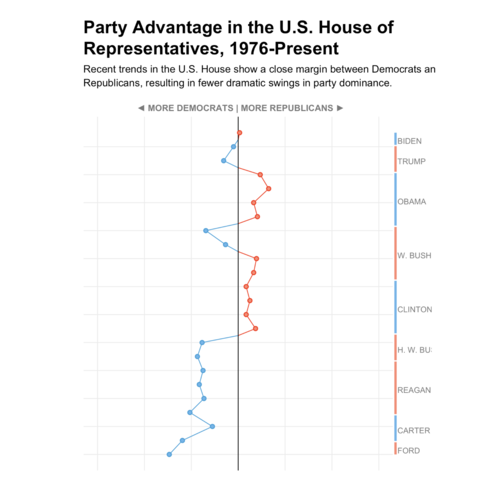 Party Advantage in the U.S. House of
Representatives, 1976-Present
Recent trends in the U.S. House show a close margin between Democrats an
Republicans, resulting in fewer dramatic swings in party dominance.
◄ MORE DEMOCRATS | MORE REPUBLICANS ►
BIDEN
TRUMP
OBAMA
W. BUSH
CLINTON
H. W. BU
REAGAN
CARTER
FORD